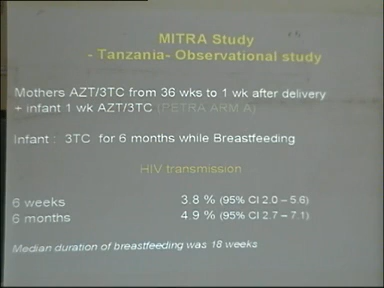 MITRA Study
- Tanzania- Observational study
Mothers AZT/3TC from 36 wks to 1 wk after delivery
+ infant 1 wk AZT/3TC (PETRA ARM A)
Infant : 3TC for 6 months while Breastfeeding
HIV transmission
6 weeks 3.8 % (95% CI 2.0 – 5.6)
6 months 4.9 % (95% CI 2.7 – 7.1)
Median duration of breastfeeding was 18 weeks